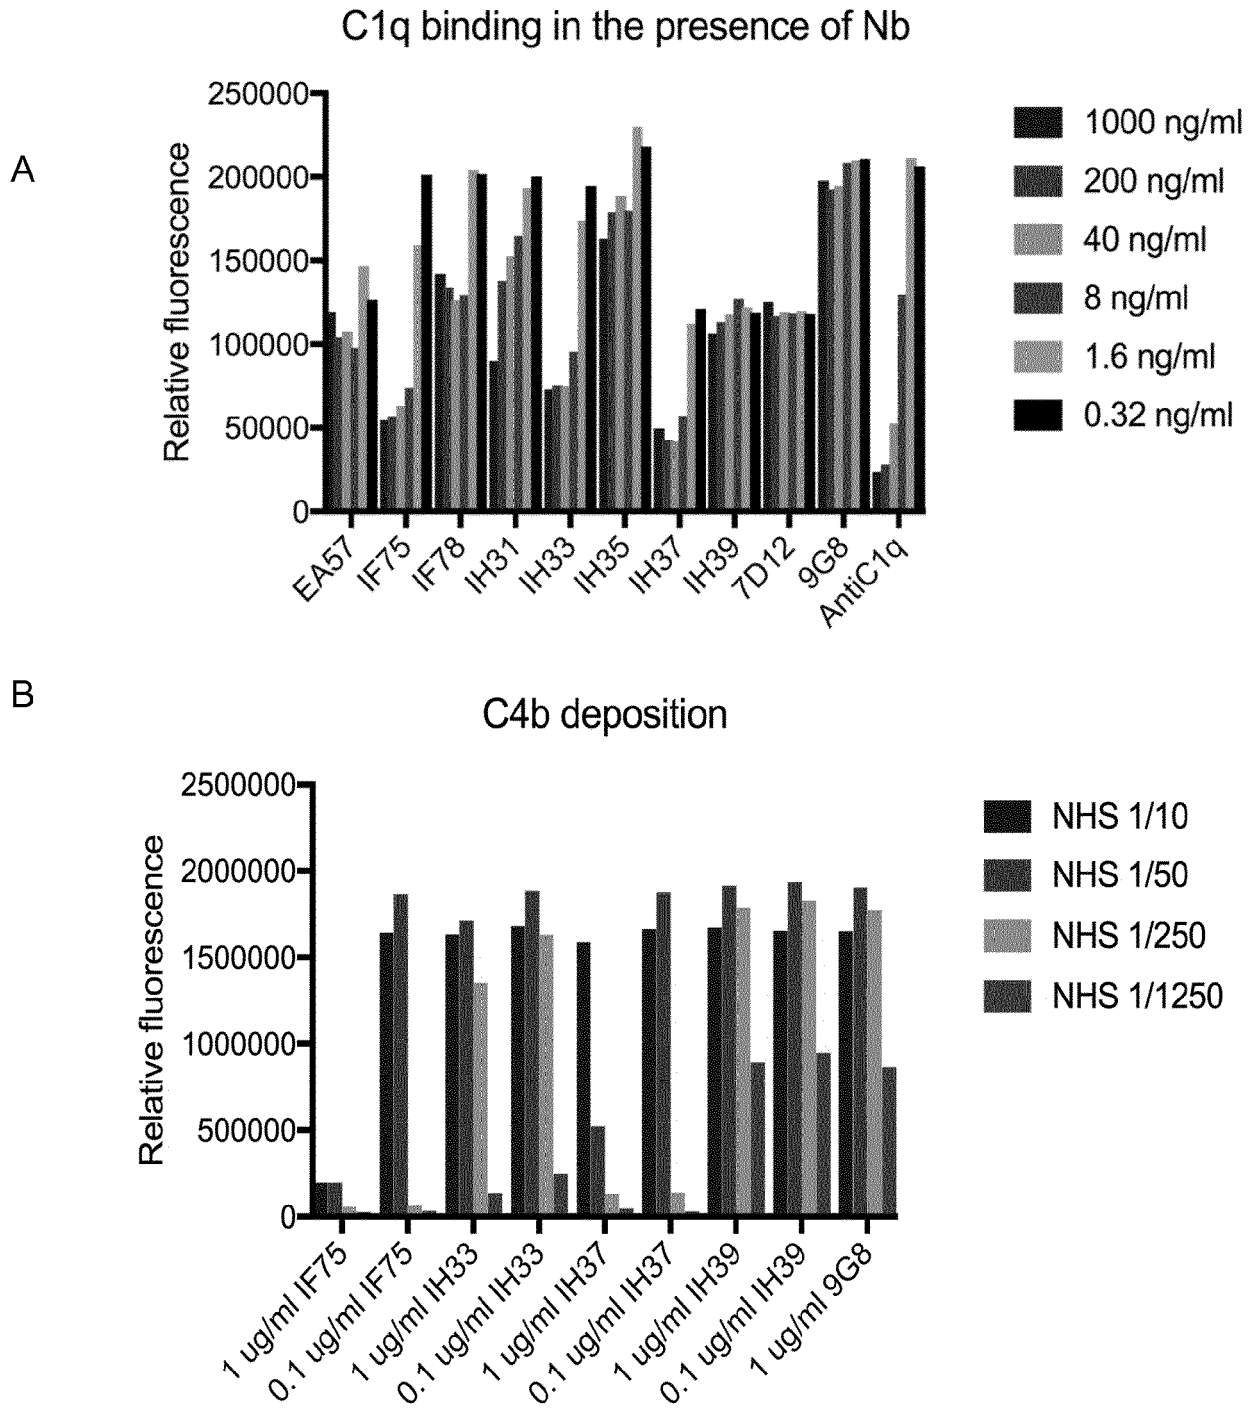 C1q binding in the presence of Nb
A
Relative fluorescence
250000
200000
150000
100000
50000
0
EA57
IF75
IF78
IH31
IH33
IH35
IH37
IH39
7D12
9G8
AntiC1q
1000 ng/ml
200 ng/ml
40 ng/ml
8 ng/ml
1.6 ng/ml
0.32 ng/ml
B
C4b deposition
Relative fluorescence
2500000
2000000
1500000
1000000
500000
0
1 ug/ml IF75
0.1 ug/ml IF75
1 ug/ml IH33
0.1 ug/ml IH33
1 ug/ml IH37
0.1 ug/ml IH37
1 ug/ml IH39
0.1 ug/ml IH39
1 ug/ml 9G8
NHS 1/10
NHS 1/50
NHS 1/250
NHS 1/1250